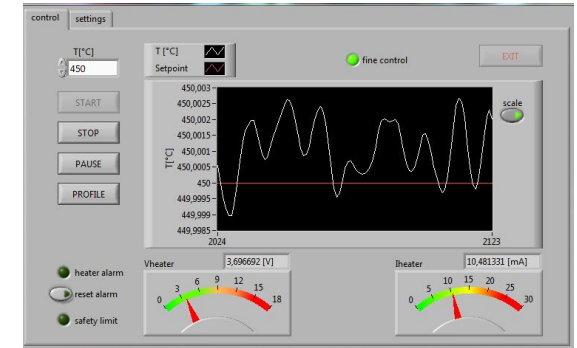 control settings
T[°C]
450
START
STOP
PAUSE
PROFILE
T [°C]
Setpoint
fine control
EXIT
scale
T[°C]
450,003
450,0025
450,002
450,0015
450,001
450,0005
450
449,9995
449,999
449,9985
2024 2123
heater alarm
reset alarm
safety limit
Vheater 3,696692 [V]
0 3 6 9 12 15 18
Iheater 10,481331 [mA]
0 5 10 15 20 25 30